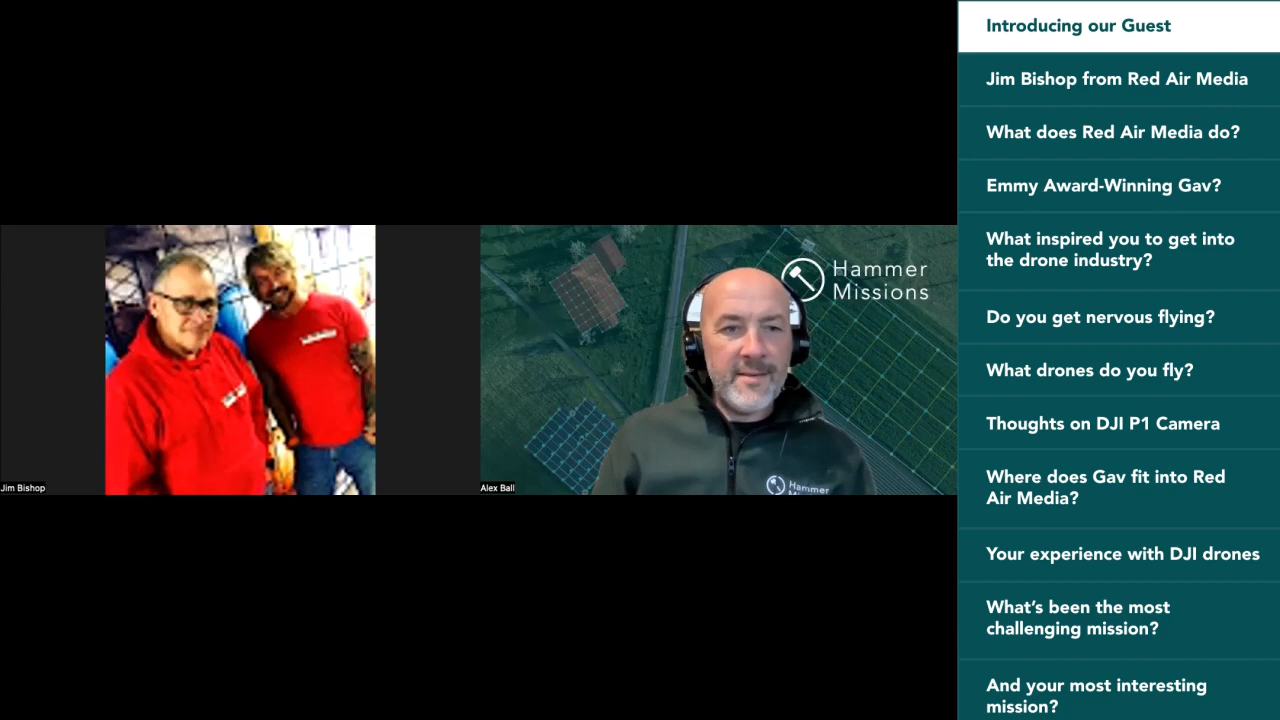 Jim Bishop
Hammer
Missions
Hammer
Alex Ball
Introducing our Guest
Jim Bishop from Red Air Media
What does Red Air Media do?
Emmy Award-Winning Gav?
What inspired you to get into
the drone industry?
Do you get nervous flying?
What drones do you fly?
Thoughts on DJI P1 Camera
Where does Gav fit into Red
Air Media?
Your experience with DJI drones
What's been the most
challenging mission?
And your most interesting
mission?